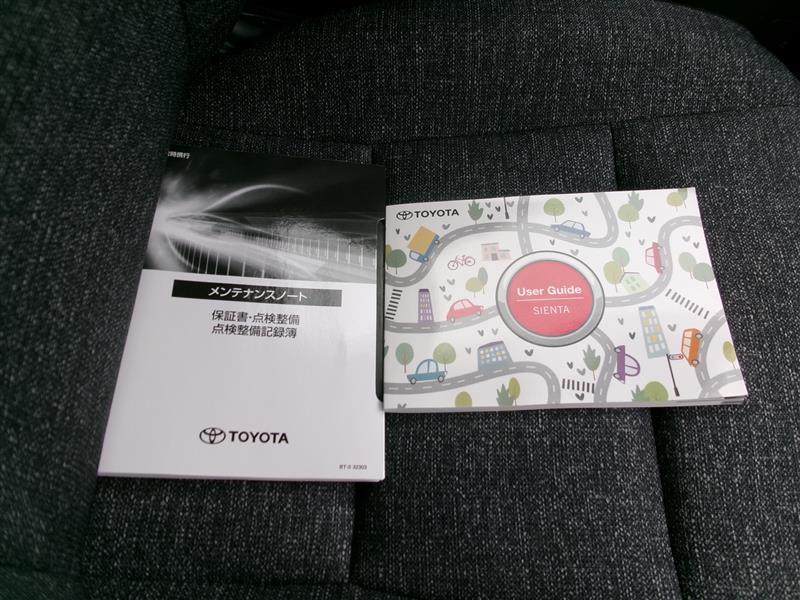 メンテナンスノート
保証書・点検整備
点検整備記録簿
TOYOTA
TOYOTA
User Guide
SIENTA